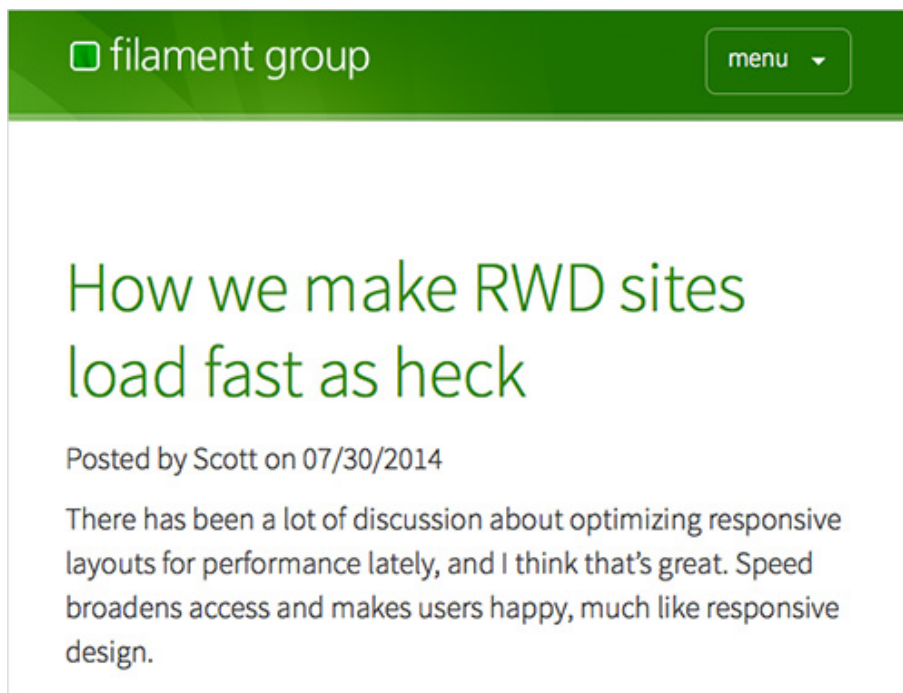 filament group
menu
How we make RWD sites
load fast as heck
Posted by Scott on 07/30/2014
There has been a lot of discussion about optimizing responsive
layouts for performance lately, and I think that’s great. Speed
broadens access and makes users happy, much like responsive
design.